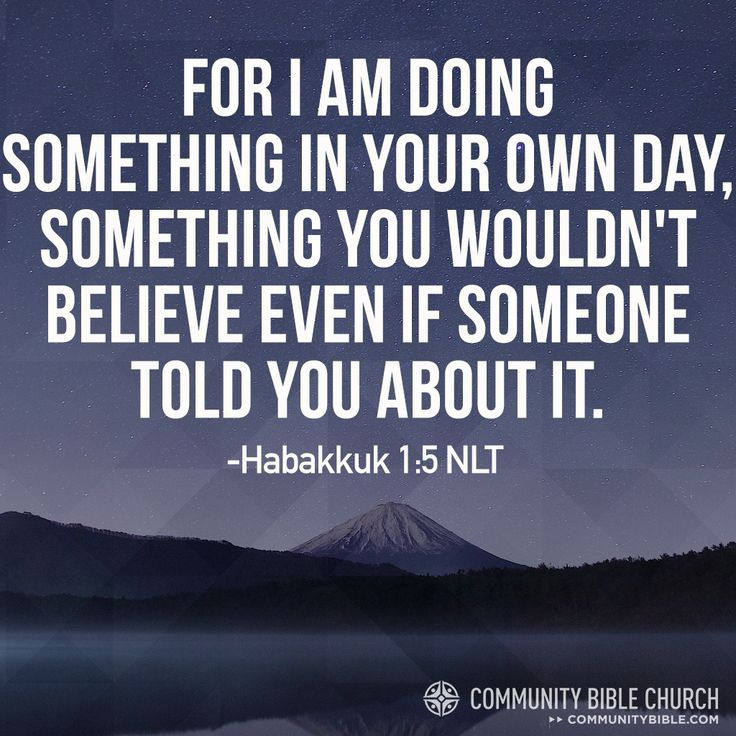 FOR I AM DOING
SOMETHING IN YOUR OWN DAY,
SOMETHING YOU WOULDN'T
BELIEVE EVEN IF SOMEONE
TOLD YOU ABOUT IT.
-Habakkuk 1:5 NLT
COMMUNITY BIBLE CHURCH
COMMUNITYBIBLE.COM